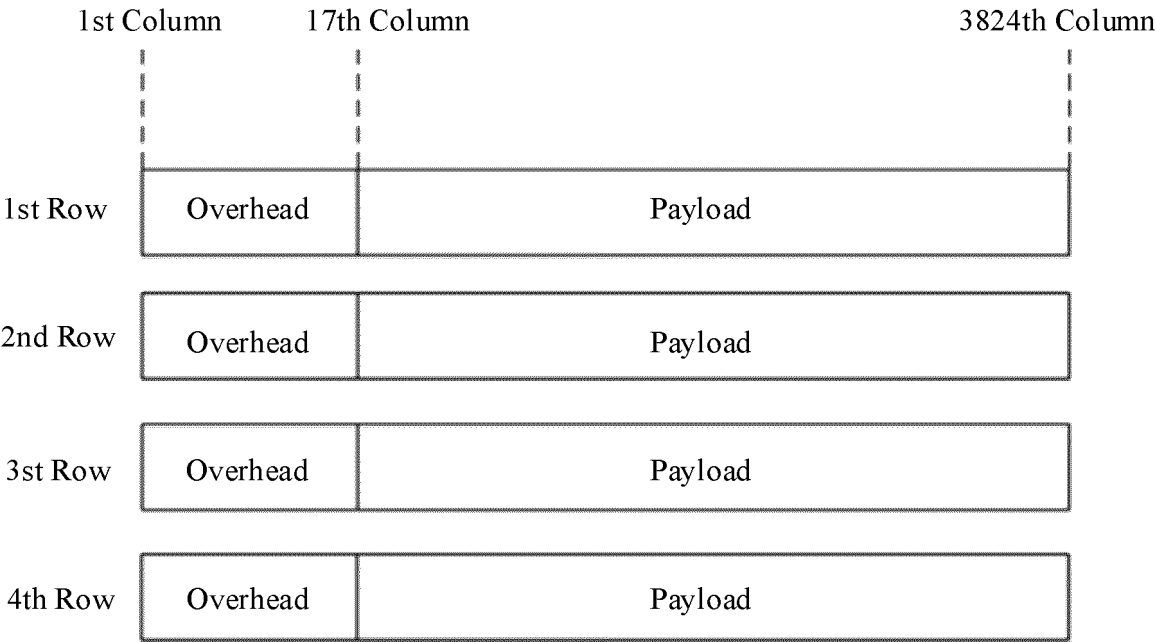 1st Column 17th Column 3824th Column
1st Row Overhead Payload
2nd Row Overhead Payload
3st Row Overhead Payload
4th Row Overhead Payload